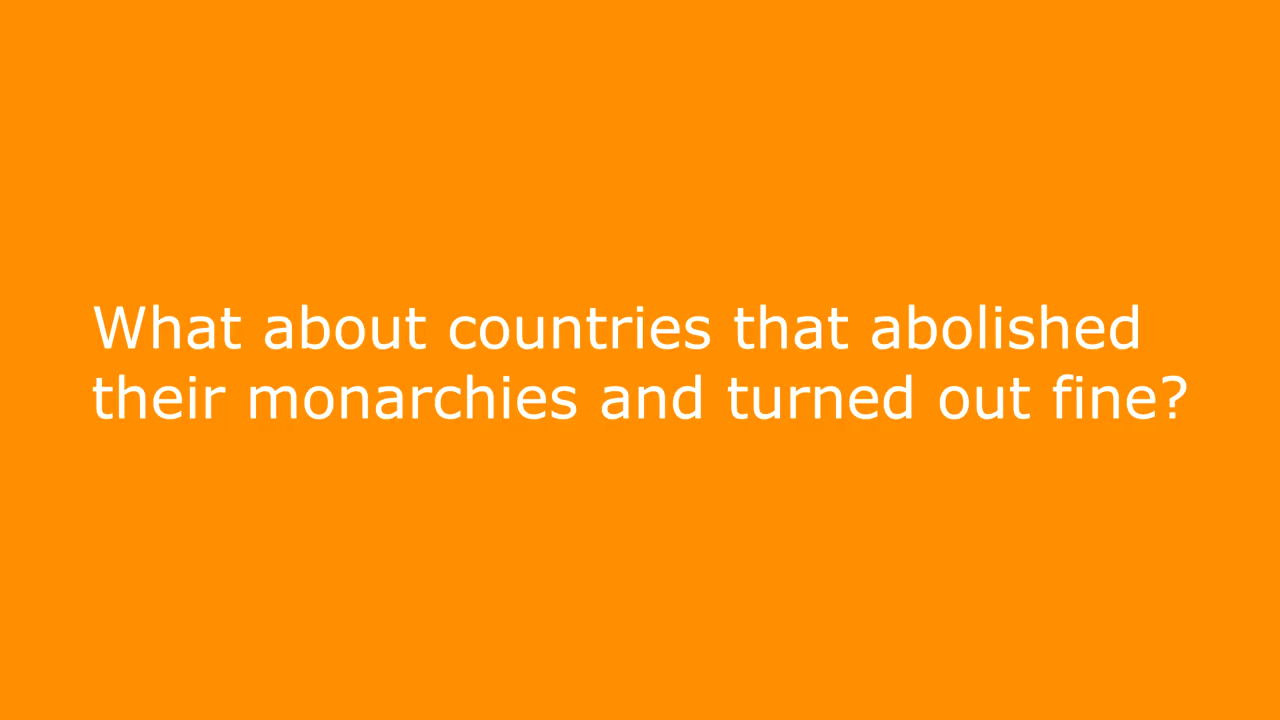 What about countries that abolished
their monarchies and turned out fine?